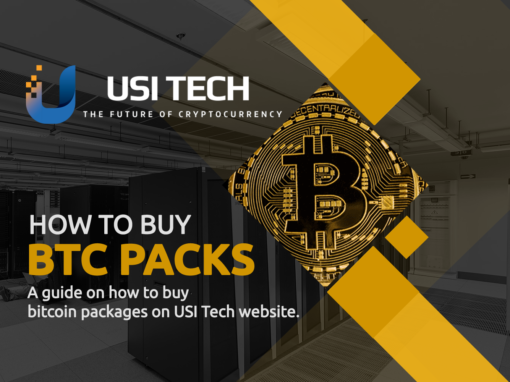 USI TECH
THE FUTURE OF CRYPTOCURRENCY
DECENTRALIZED
HOW TO BUY
BTC PACKS
A guide on how to buy
bitcoin packages on USI Tech website.